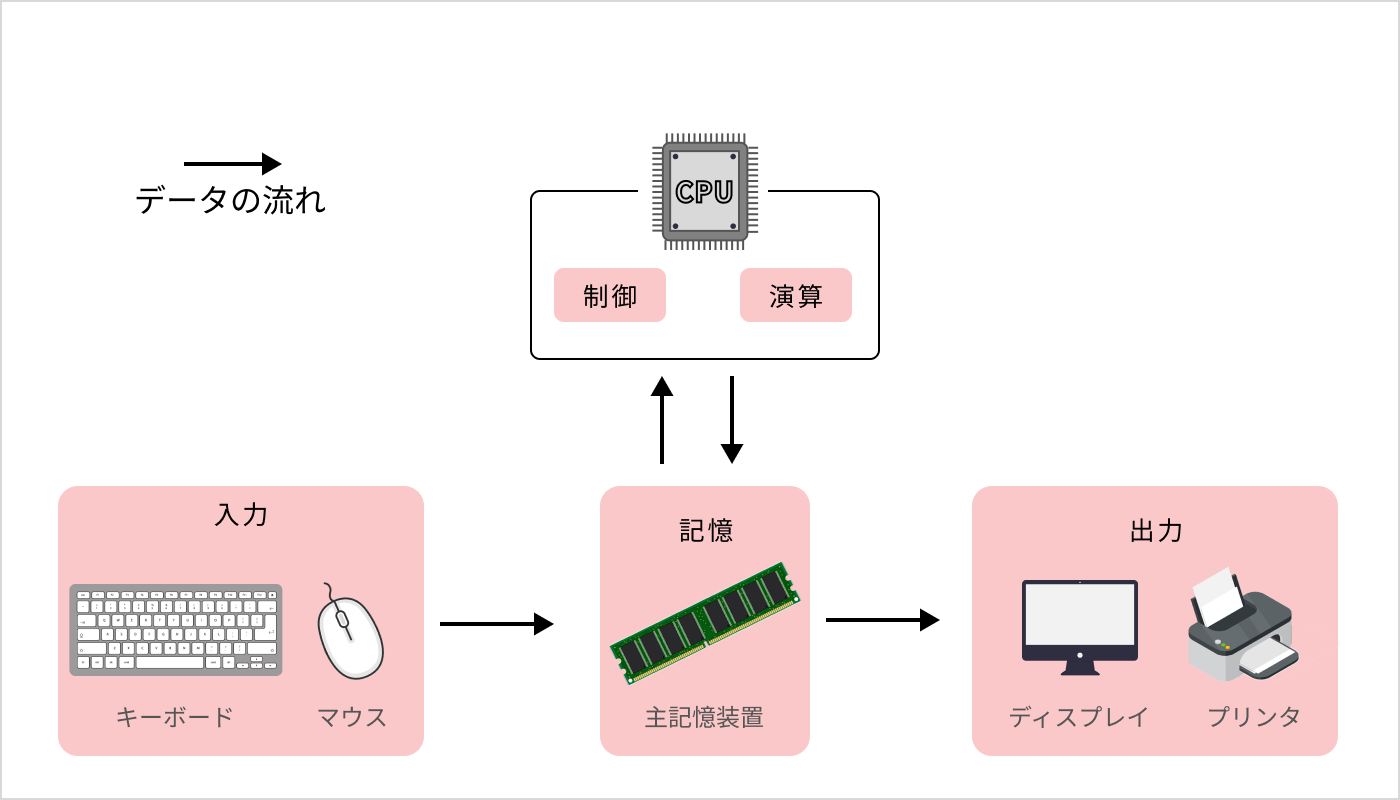 データの流れ
CPU
制御
演算
入力
キーボード
マウス
記憶
主記憶装置
出力
ディスプレイ
プリンタ